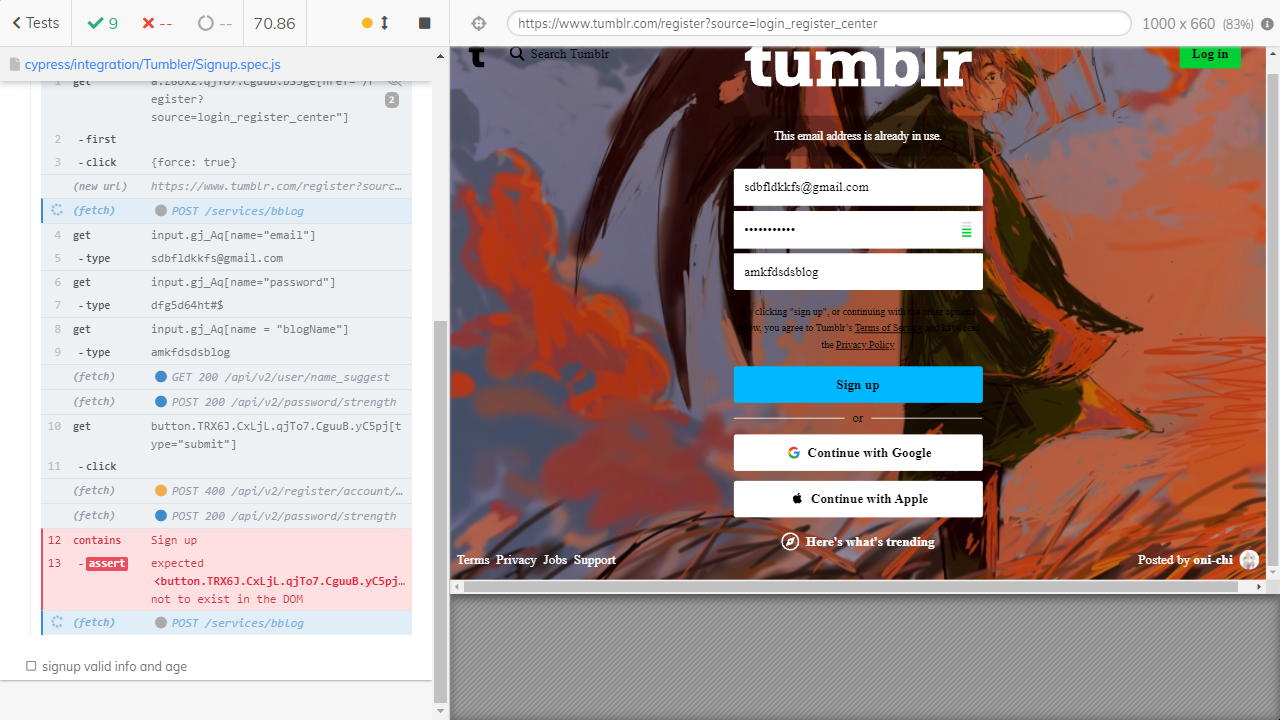 Tests
9
--
--
70.86
https://www.tumblr.com/register?source=login_register_center
1000 x 660 (83%)
cypress/integration/Tumbler/Signup.spec.js
1 get
egister?
source=login_register_center"]
2
2 -first
3 -click {force: true}
(new url) https://www.tumblr.com/register?sourc…
(fetch) POST /services/bblog
4 get input.gj_Aq[name="email"]
5 -type sdbfldkkfs@gmail.com
6 get input.gj_Aq[name="password"]
7 -type dfg5d64ht#$
8 get input.gj_Aq[name = "blogName"]
9 -type amkfdsdsblog
(fetch) GET 200 /api/v2/user/name_suggest
(fetch) POST 200 /api/v2/password/strength
10 get button.TRX6J.CxLjL.qjTo7.CguuB.yC5pj[t
ype="submit"]
11 -click
(fetch) POST 400 /api/v2/register/account/…
(fetch) POST 200 /api/v2/password/strength
12 contains Sign up
13 -assert expected
<button.TRX6J.CxLjL.qjTo7.CguuB.yC5pj…
not to exist in the DOM
(fetch) POST /services/bblog
signup valid info and age
t
Search Tumblr
tumblr
Log in
This email address is already in use.
sdbfldkkfs@gmail.com
•••••••••••
amkfdsdsblog
clicking "sign up", or continuing with the other options
you agree to Tumblr's Terms of Service and have read
the Privacy Policy
Sign up
or
Continue with Google
Continue with Apple
Here's what's trending
Terms Privacy Jobs Support
Posted by oni-chi